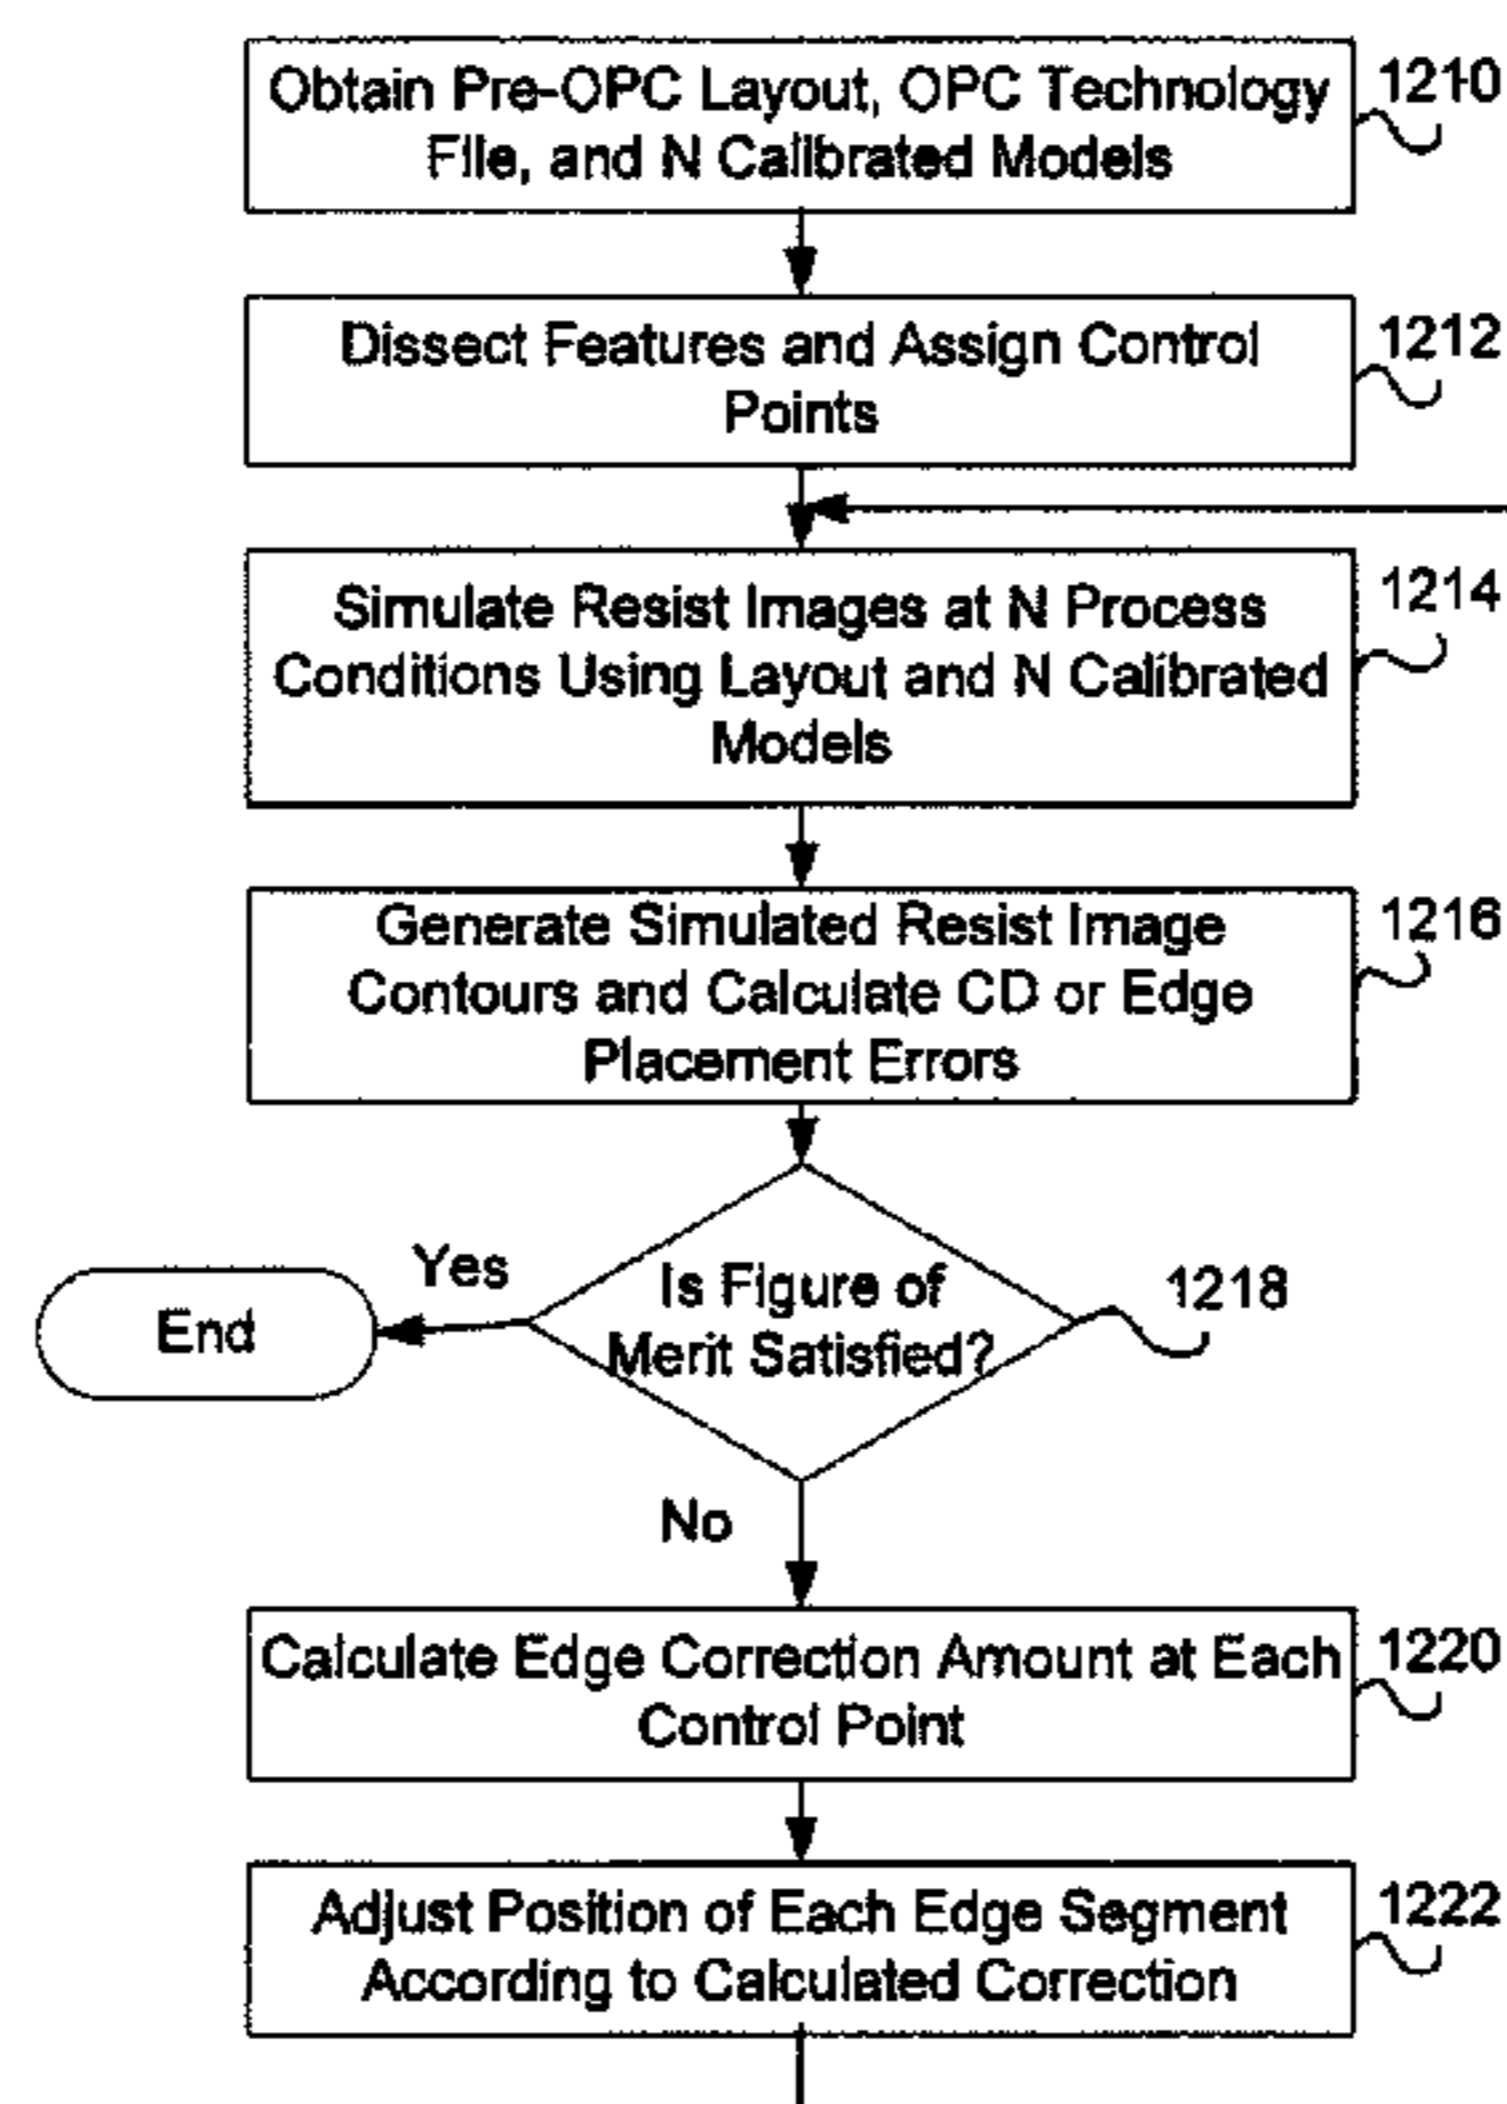 Obtain Pre-OPC Layout, OPC Technology
File, and N Calibrated Models
1210
Dissect Features and Assign Control
Points
1212
Simulate Resist Images at N Process
Conditions Using Layout and N Calibrated
Models
1214
Generate Simulated Resist Image
Contours and Calculate CD or Edge
Placement Errors
1216
Is Figure of
Merit Satisfied?
1218
Yes
End
No
Calculate Edge Correction Amount at Each
Control Point
1220
Adjust Position of Each Edge Segment
According to Calculated Correction
1222